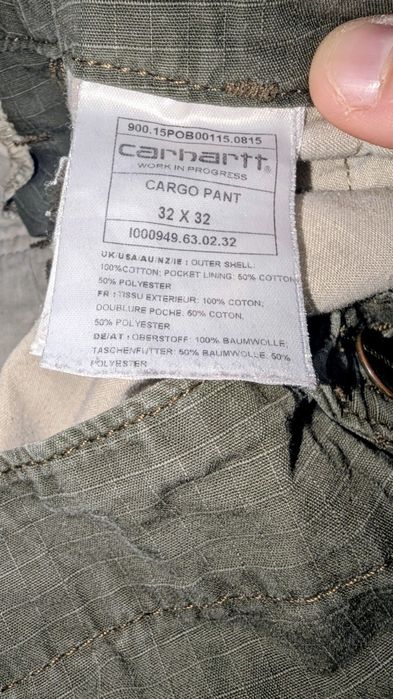 900.15POB00115.0815
carhartt®
WORK IN PROGRESS
CARGO PANT
32 X 32
I000949.63.02.32
UK/USA/AU/NZ/IE : OUTER SHELL:
100%COTTON; POCKET LINING: 50% COTTON
50% POLYESTER
FR : TISSU EXTERIEUR: 100% COTON;
DOUBLURE POCHE: 50% COTON,
50% POLYESTER
DE/AT : OBERSTOFF: 100% BAUMWOLLE;
TASCHENFUTTER: 50% BAUMWOLLE, 50%
POLYESTER